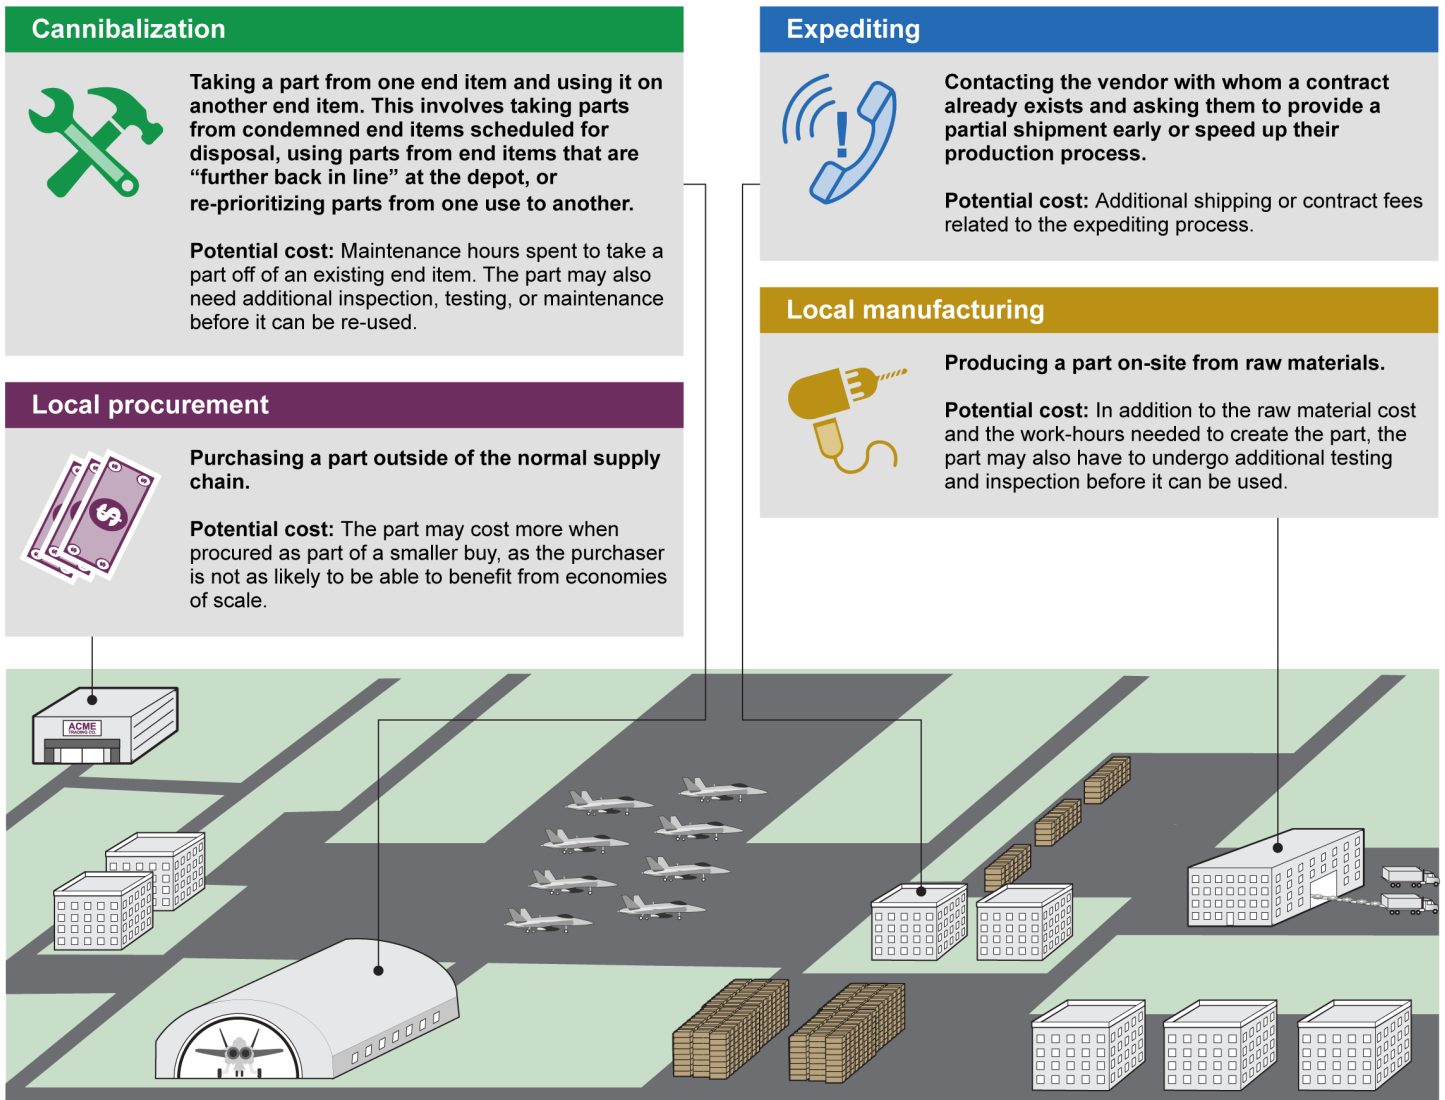 Cannibalization
Taking a part from one end item and using it on
another end item. This involves taking parts
from condemned end items scheduled for
disposal, using parts from end items that are
“further back in line” at the depot, or
re-prioritizing parts from one use to another.
Potential cost: Maintenance hours spent to take a
part off of an existing end item. The part may also
need additional inspection, testing, or maintenance
before it can be re-used.
Local procurement
Purchasing a part outside of the normal supply
chain.
Potential cost: The part may cost more when
procured as part of a smaller buy, as the purchaser
is not as likely to be able to benefit from economies
of scale.
Expediting
Contacting the vendor with whom a contract
already exists and asking them to provide a
partial shipment early or speed up their
production process.
Potential cost: Additional shipping or contract fees
related to the expediting process.
Local manufacturing
Producing a part on-site from raw materials.
Potential cost: In addition to the raw material cost
and the work-hours needed to create the part, the
part may also have to undergo additional testing
and inspection before it can be used.
ACME
TRADING CO.